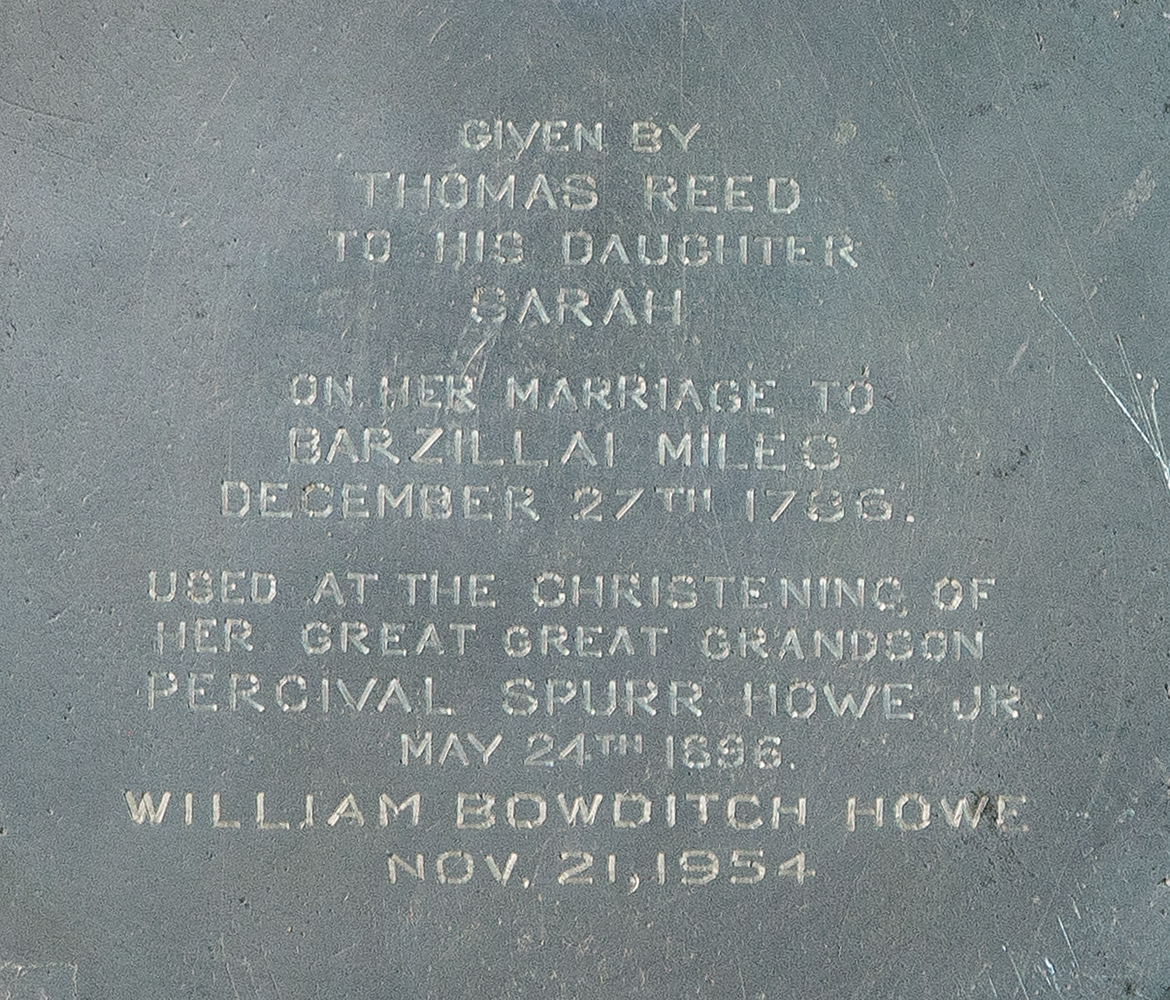 GIVEN BY
THOMAS REED
TO HIS DAUGHTER
SARAH
ON HER MARRIAGE TO
BARZILLAI MILES
DECEMBER 27TH 1786.
USED AT THE CHRISTENING OF
HER GREAT GREAT GRANDSON
PERCIVAL SPURR HOWE JR.
MAY 24TH 1896.
WILLIAM BOWDITCH HOWE
NOV. 21, 1954